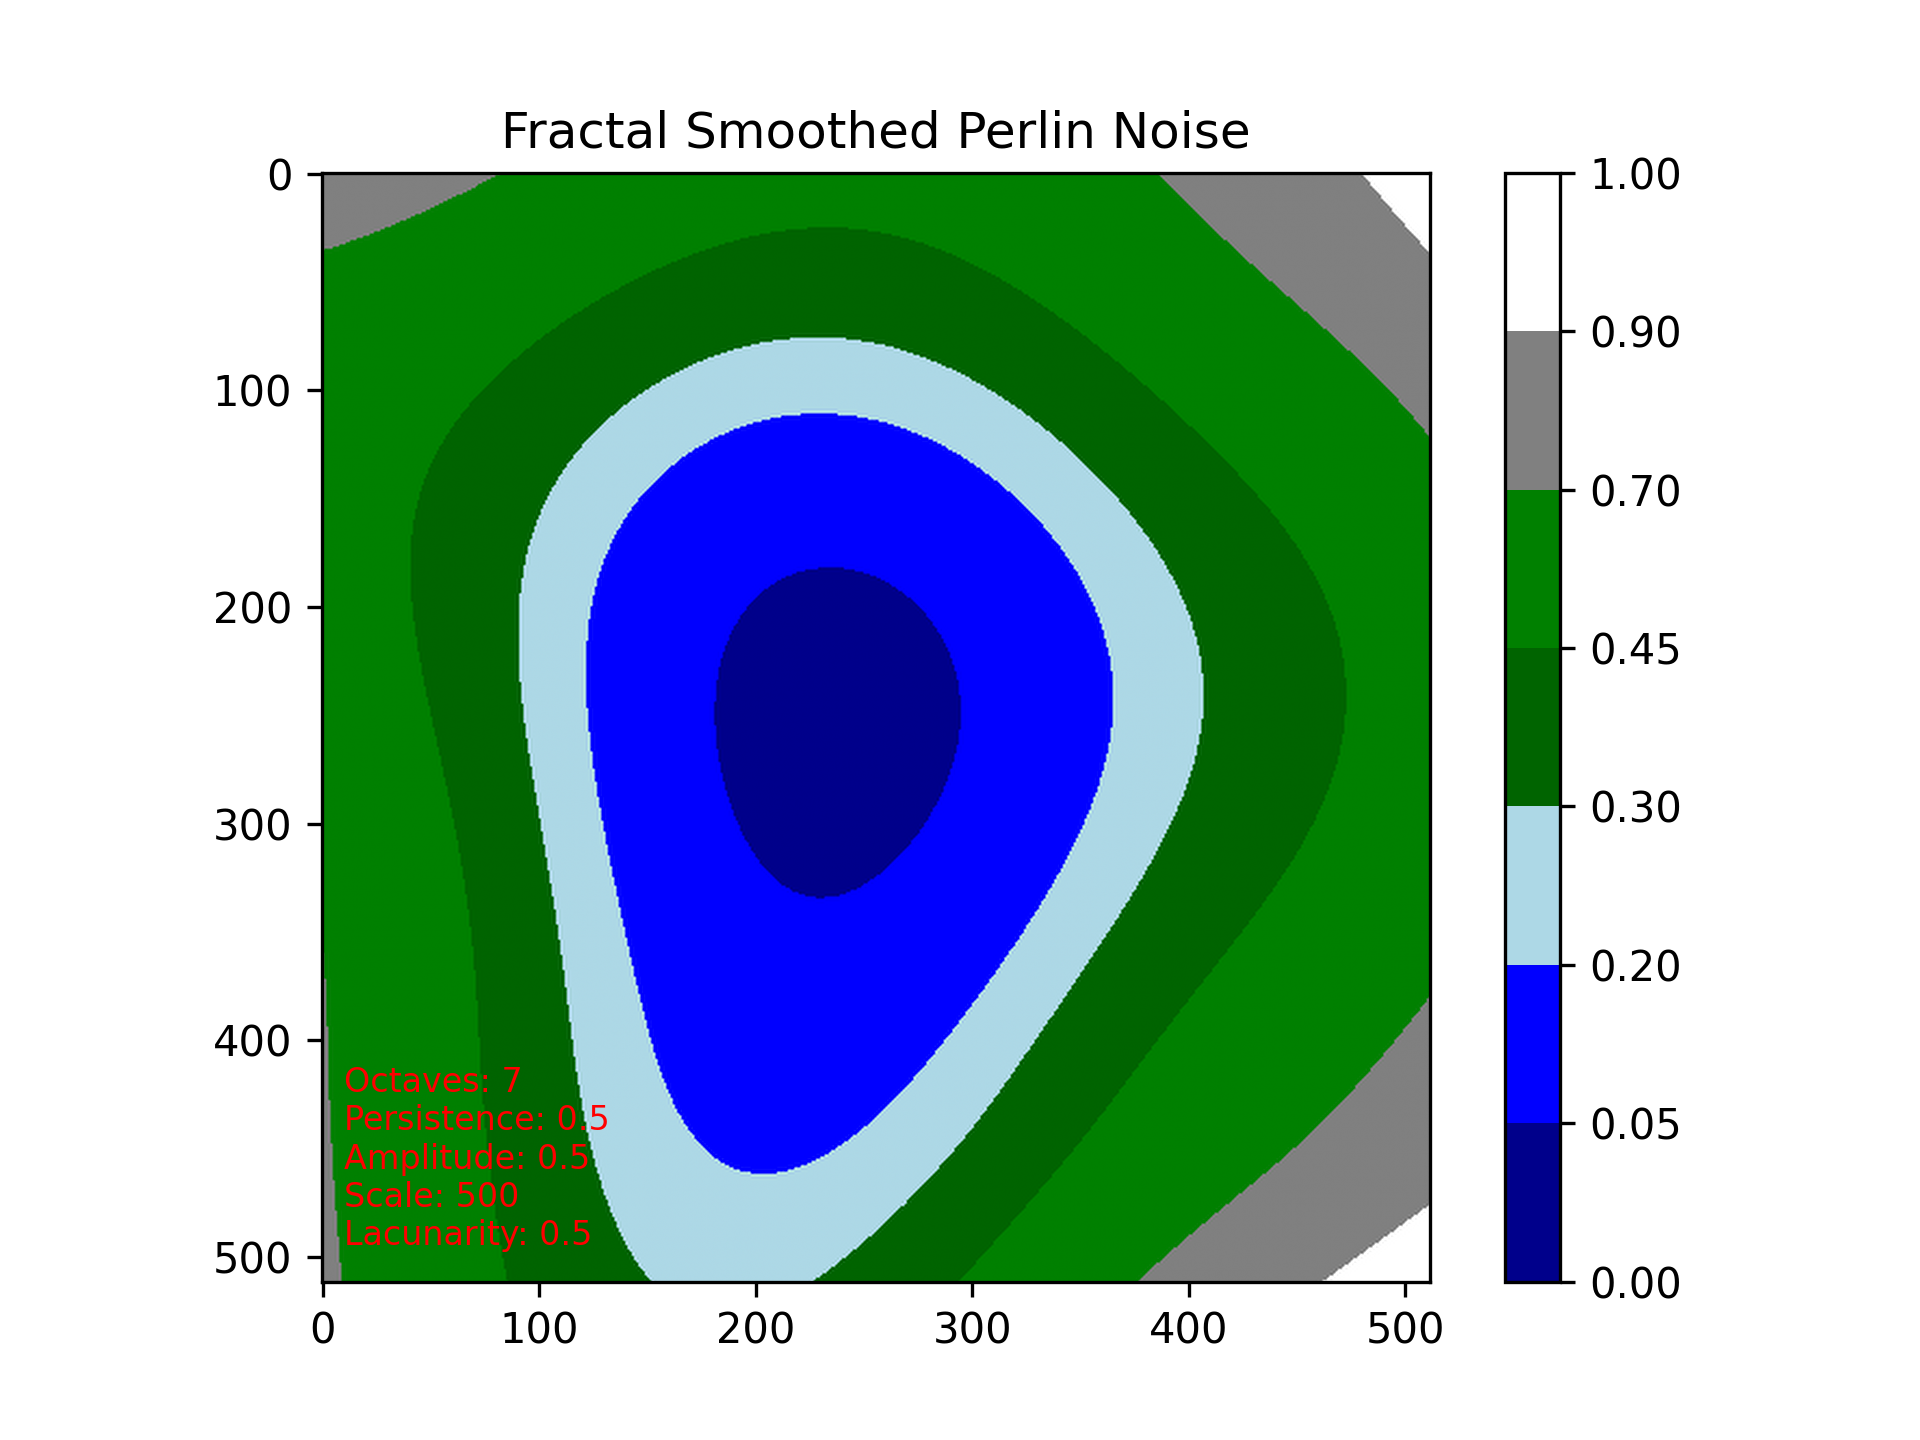 Fractal Smoothed Perlin Noise
0
100
200
300
400
500
0 100 200 300 400 500
Octaves: 7
Persistence: 0.5
Amplitude: 0.5
Scale: 500
Lacunarity: 0.5
1.00
0.90
0.70
0.45
0.30
0.20
0.05
0.00